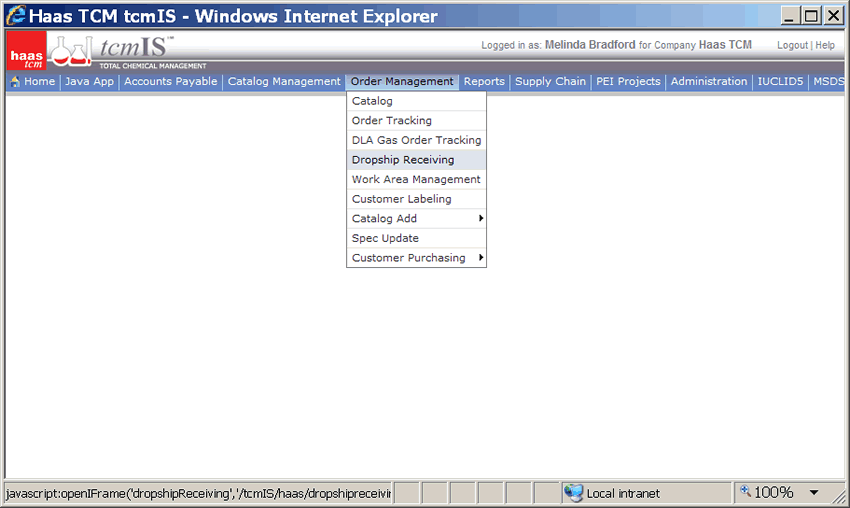 Haas TCM tcmIS - Windows Internet Explorer
haas tcm
tcmIS™
TOTAL CHEMICAL MANAGEMENT
Logged in as: Melinda Bradford for Company Haas TCM
Logout | Help
Home | Java App | Accounts Payable | Catalog Management | Order Management | Reports | Supply Chain | PEI Projects | Administration | IUCLID5 | MSDS
Catalog
Order Tracking
DLA Gas Order Tracking
Dropship Receiving
Work Area Management
Customer Labeling
Catalog Add
Spec Update
Customer Purchasing
javascript:openIFrame('dropshipReceiving','/tcmIS/haas/dropshipreceivin
Local intranet
100%